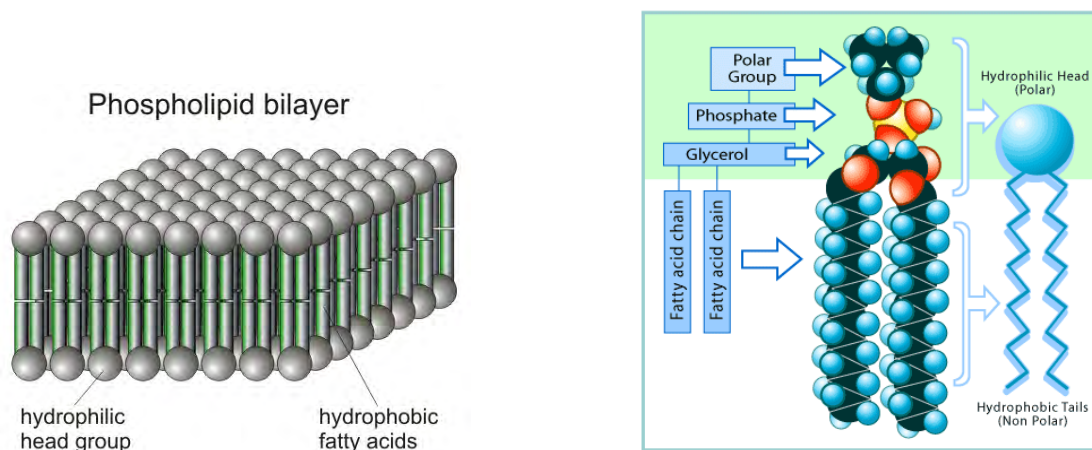 Phospholipid bilayer
hydrophilic
head group
hydrophobic
fatty acids
Polar
Group
Phosphate
Glycerol
Fatty acid chain
Fatty acid chain
Hydrophilic Head
(Polar)
Hydrophobic Tails
(Non Polar)